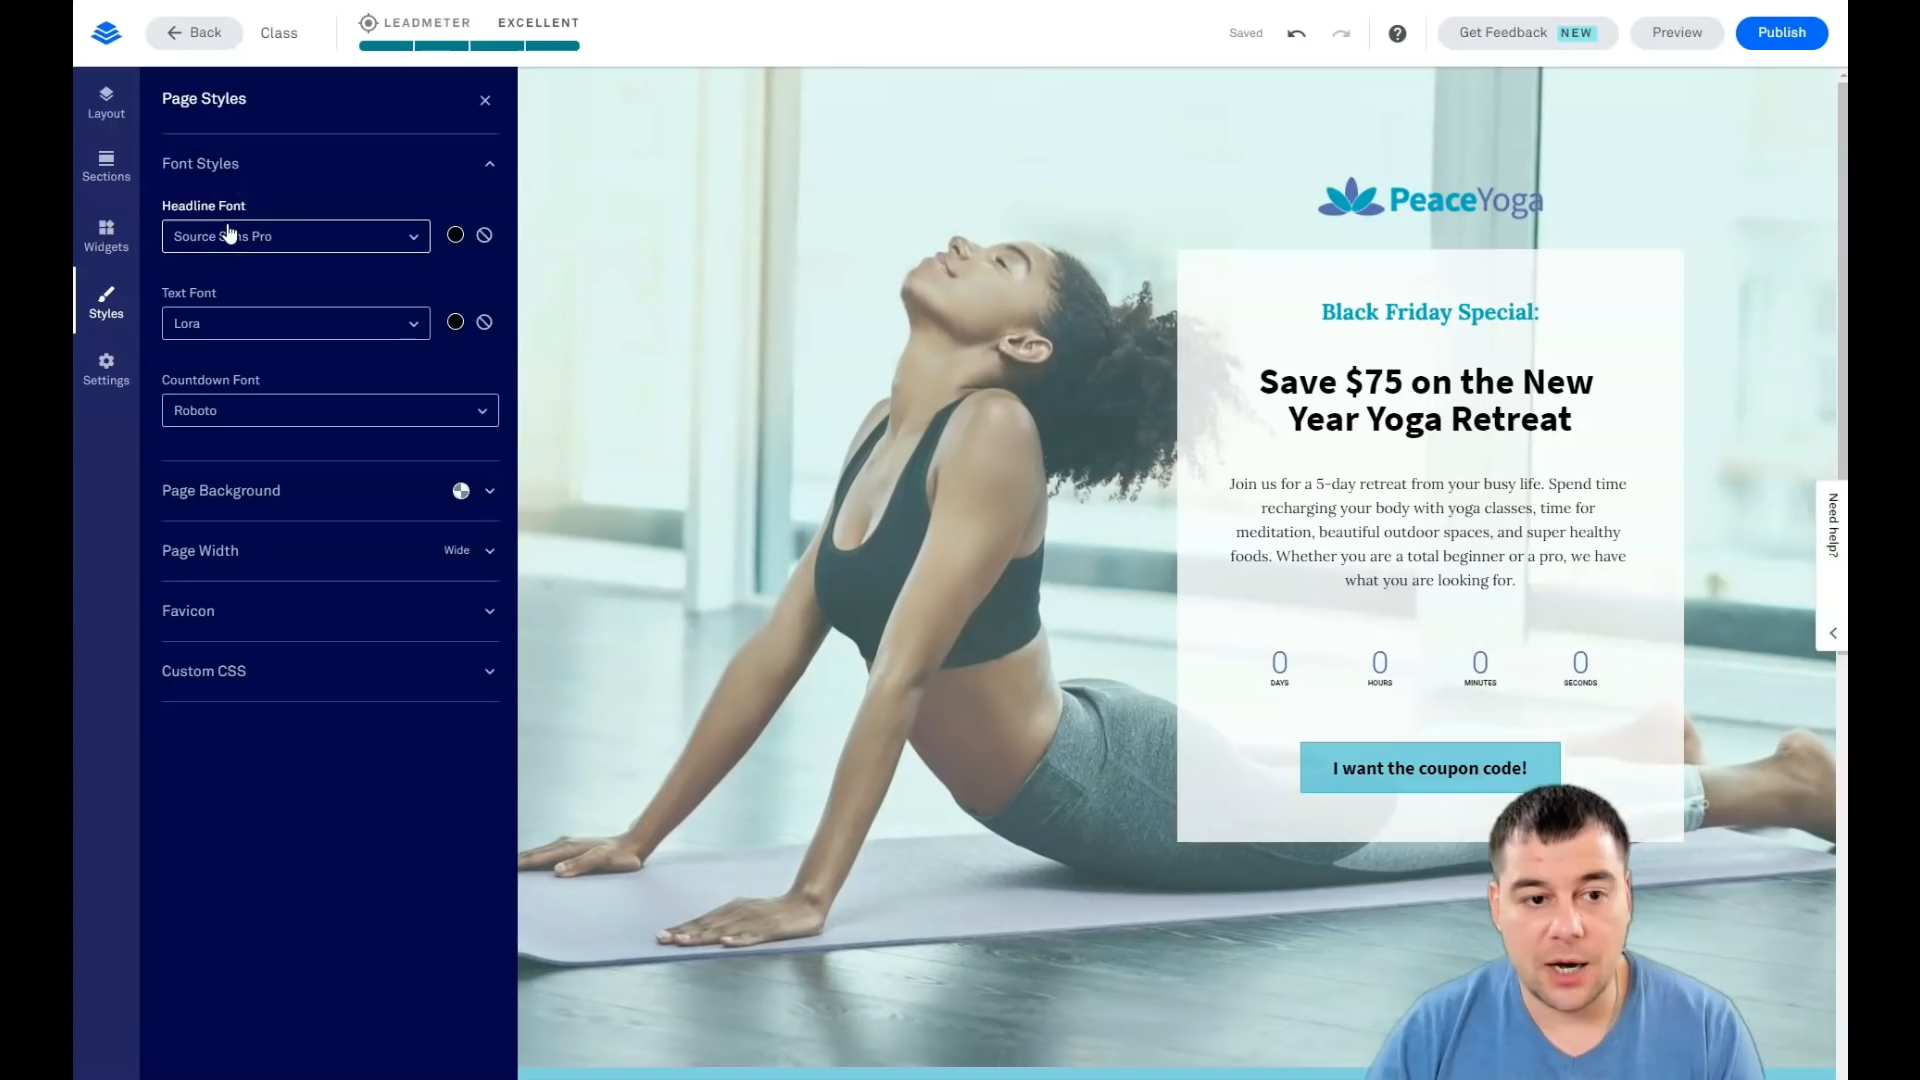 Back
Class
LEADMETER EXCELLENT
Saved
Get Feedback NEW
Preview
Publish
Layout
Sections
Widgets
Styles
Settings
Page Styles
Font Styles
Headline Font
Source Sans Pro
Text Font
Lora
Countdown Font
Roboto
Page Background
Page Width Wide
Favicon
Custom CSS
PeaceYoga
Black Friday Special:
Save $75 on the New
Year Yoga Retreat
Join us for a 5-day retreat from your busy life. Spend time
recharging your body with yoga classes, time for
meditation, beautiful outdoor spaces, and super healthy
foods. Whether you are a total beginner or a pro, we have
what you are looking for.
0 0 0 0
DAYS HOURS MINUTES SECONDS
I want the coupon code!
Need help?